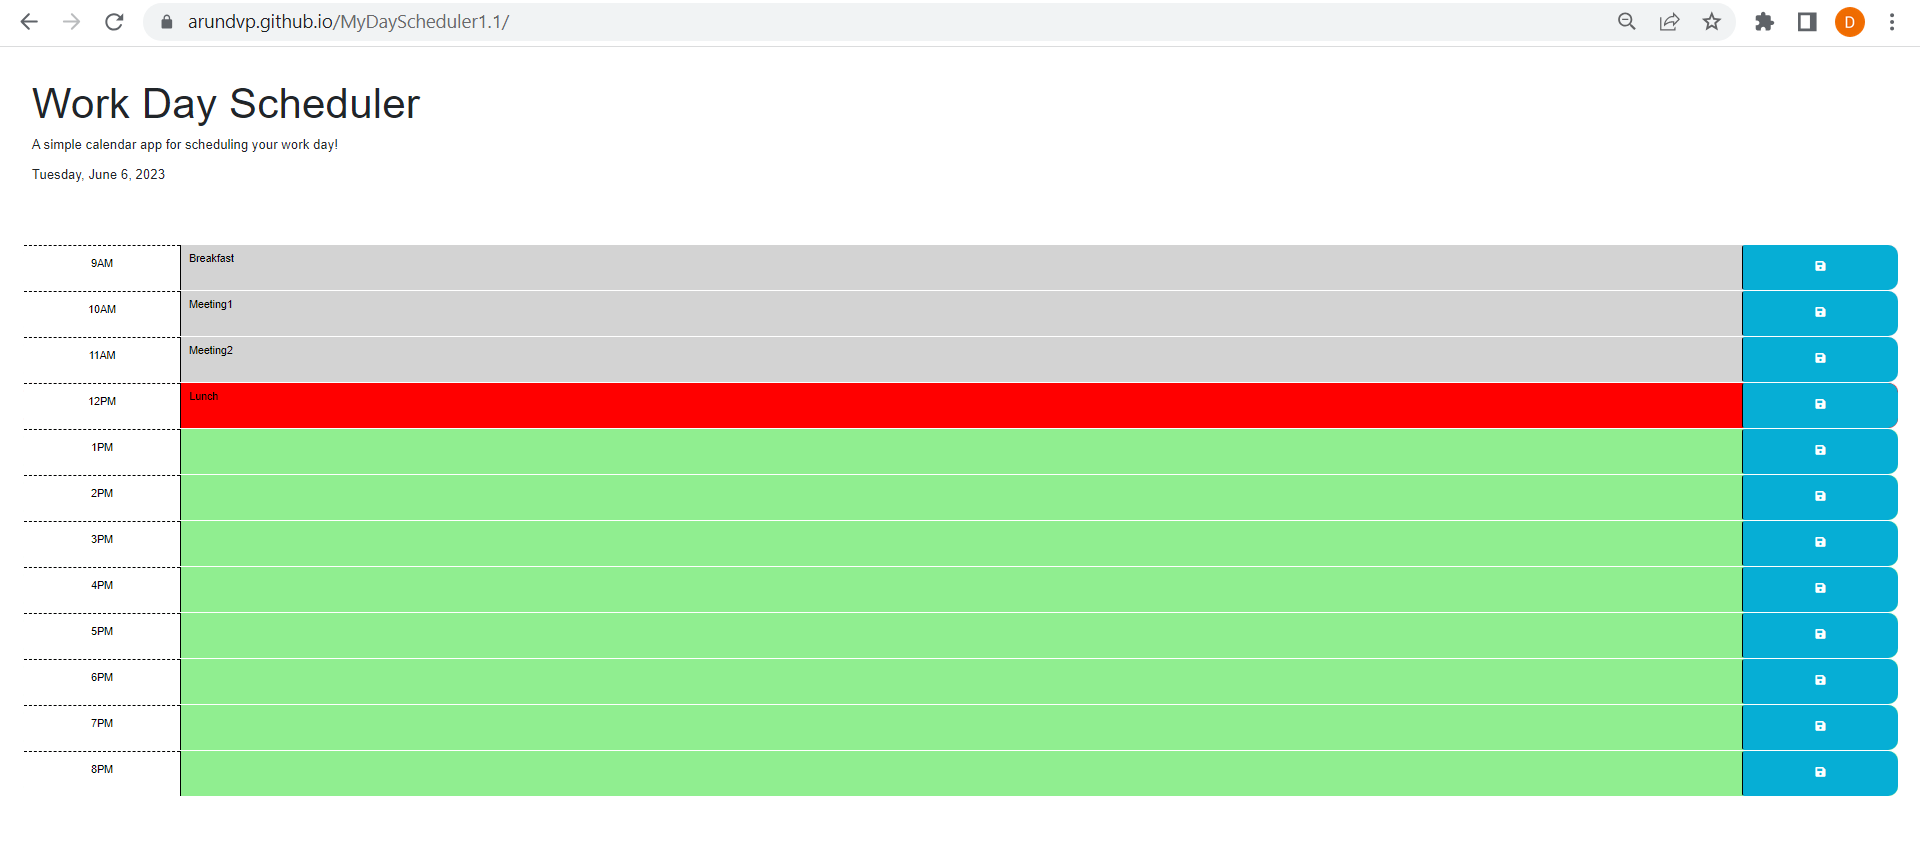 arundvp.github.io/MyDayScheduler1.1/
D
Work Day Scheduler
A simple calendar app for scheduling your work day!
Tuesday, June 6, 2023
9AM Breakfast
10AM Meeting1
11AM Meeting2
12PM Lunch
1PM
2PM
3PM
4PM
5PM
6PM
7PM
8PM